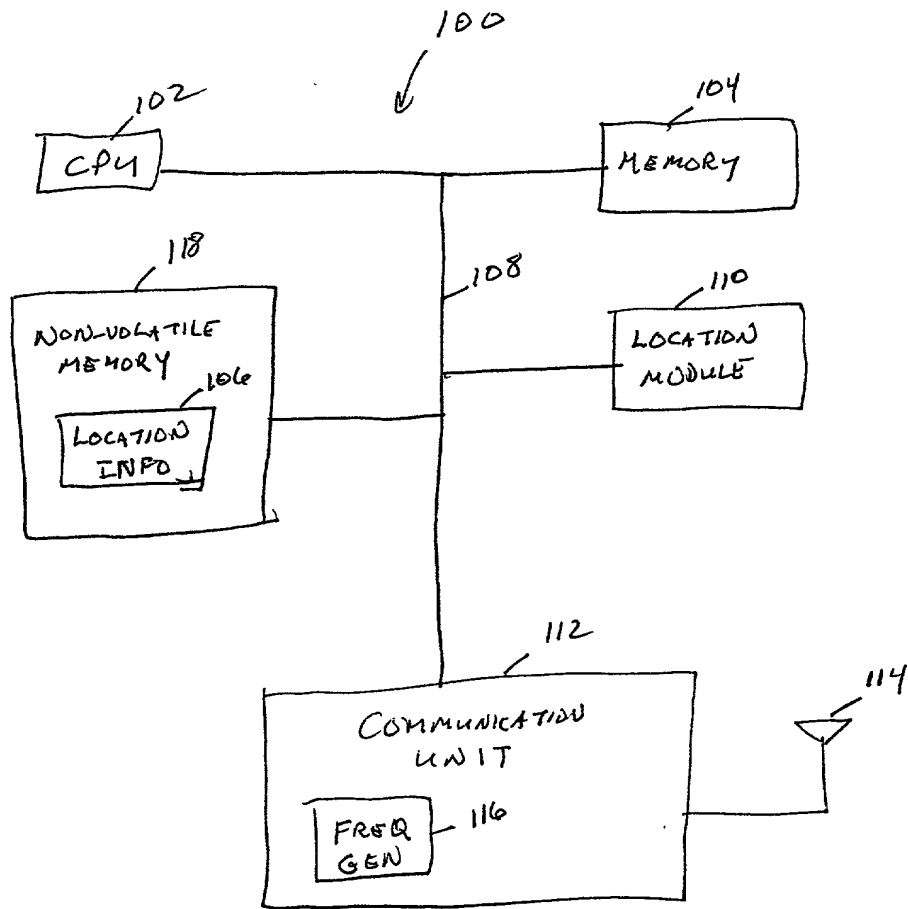 100
102
CPU
104
MEMORY
118
NON-VOLATILE
MEMORY
106
LOCATION
INFO
108
110
LOCATION
MODULE
112
COMMUNICATION
UNIT
114
FREQ
GEN
116